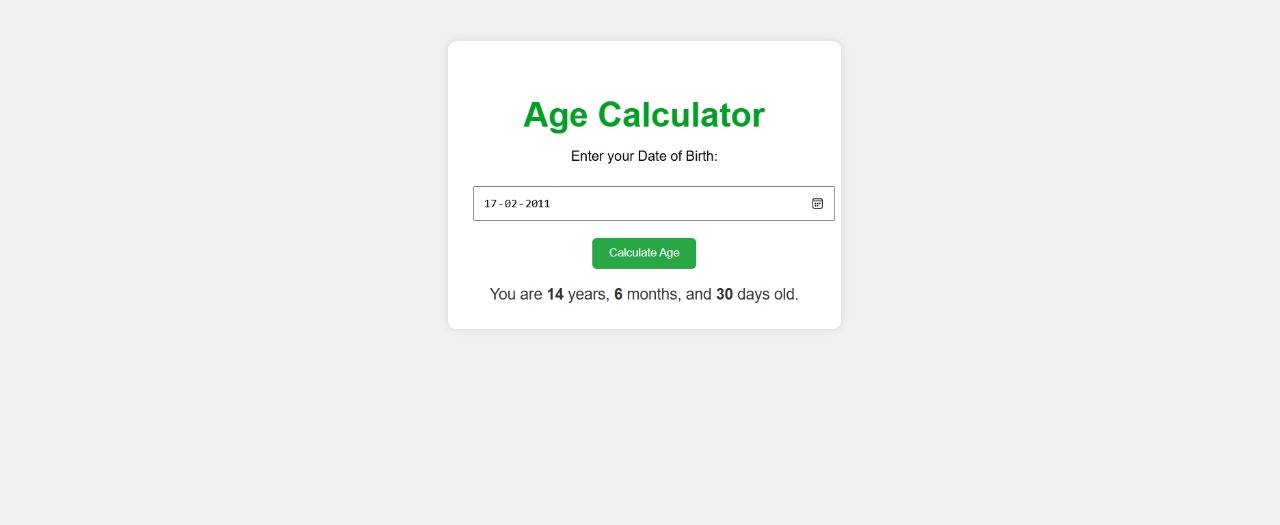 Age Calculator
Enter your Date of Birth:
17-02-2011
Calculate Age
You are 14 years, 6 months, and 30 days old.